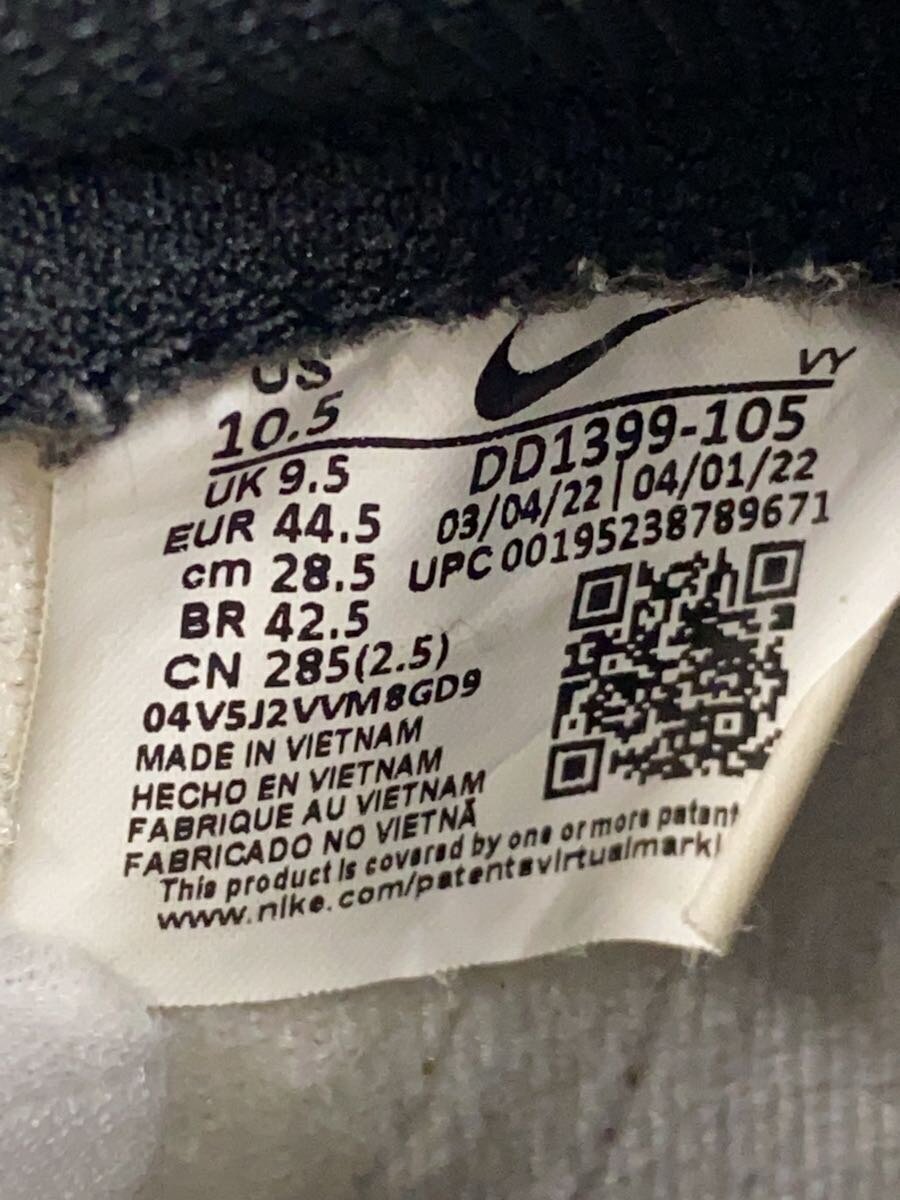 US
10.5
UK 9.5
EUR 44.5
cm 28.5
BR 42.5
CN 285(2.5)
04V5J2VVM8GD9
MADE IN VIETNAM
HECHO EN VIETNAM
FABRIQUE AU VIETNAM
FABRICADO NO VIETNÃ
This product is covered by one or more patent
www.nike.com/patentsvirtualmarki
VY
DD1399-105
03/04/22 | 04/01/22
UPC 00195238789671